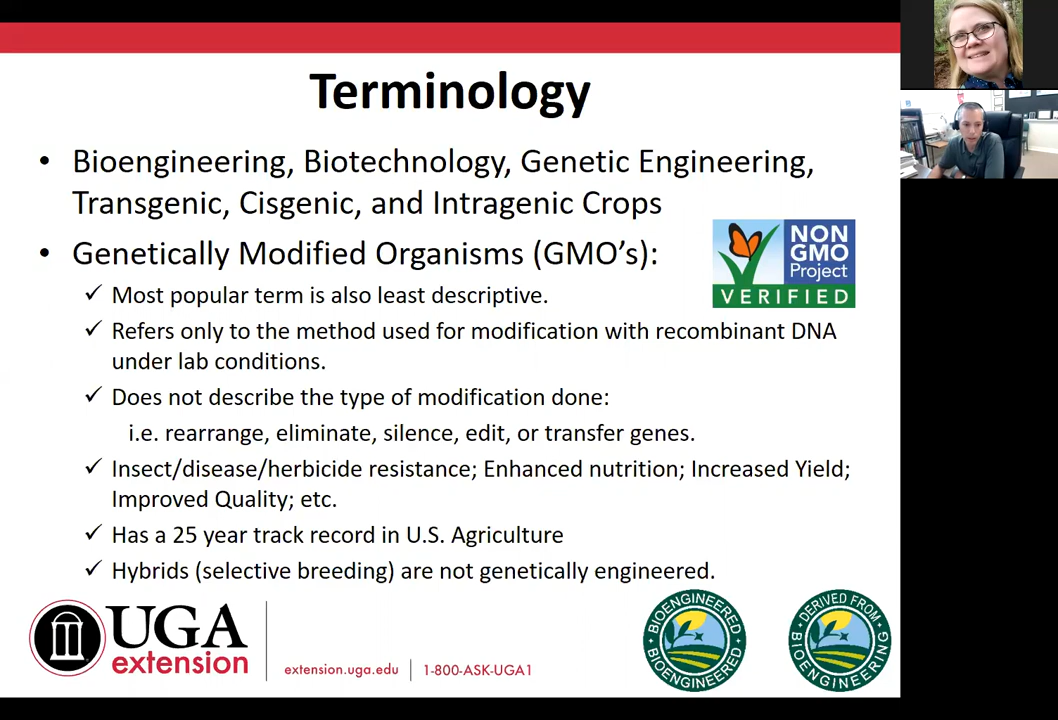 Terminology
• Bioengineering, Biotechnology, Genetic Engineering,
Transgenic, Cisgenic, and Intragenic Crops
• Genetically Modified Organisms (GMO’s):
NON
GMO
Project
VERIFIED
✓ Most popular term is also least descriptive.
✓ Refers only to the method used for modification with recombinant DNA
under lab conditions.
✓ Does not describe the type of modification done:
i.e. rearrange, eliminate, silence, edit, or transfer genes.
✓ Insect/disease/herbicide resistance; Enhanced nutrition; Increased Yield;
Improved Quality; etc.
✓ Has a 25 year track record in U.S. Agriculture
✓ Hybrids (selective breeding) are not genetically engineered.
UGA
extension
extension.uga.edu | 1-800-ASK-UGA1
BIOENGINEERED
BIOENGINEERED
DERIVED FROM
BIOENGINEERING